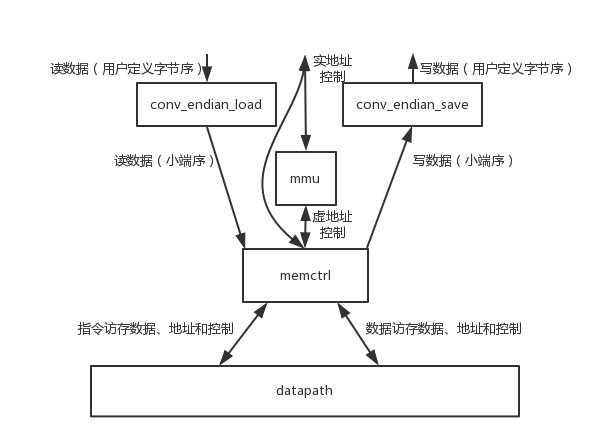 读数据（用户定义字节序）
实地址
控制
写数据（用户定义字节序）
conv_endian_load
conv_endian_save
读数据（小端序）
写数据（小端序）
mmu
虚地址
控制
memctrl
指令访存数据、地址和控制
数据访存数据、地址和控制
datapath